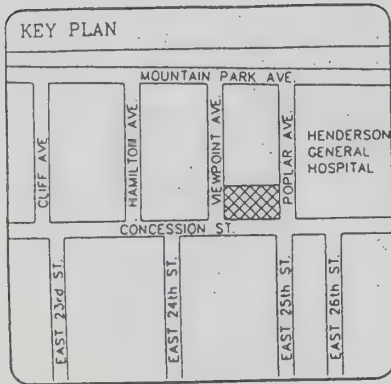 KEY PLAN
MOUNTAIN PARK AVE.
CLIFF AVE
HAMILTON AVE.
VIEWPOINT AVE.
POPLAR AVE.
HENDERSON
GENERAL
HOSPITAL
CONCESSION ST.
EAST 23rd ST.
EAST 24th ST.
EAST 25th ST.
EAST 26th ST.